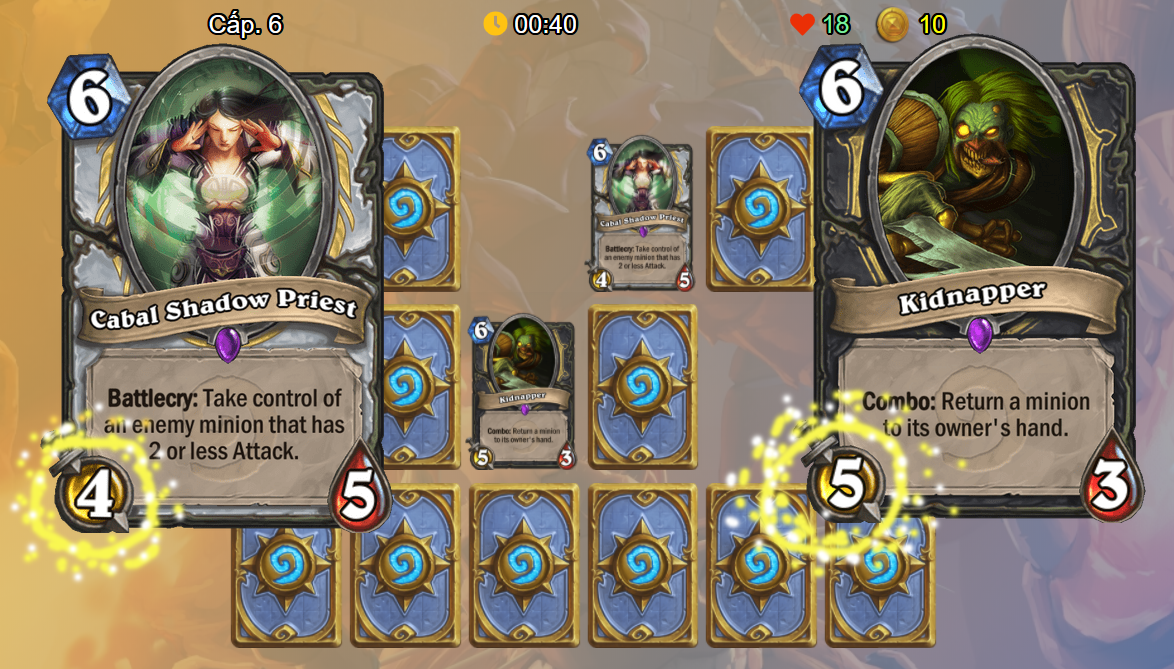 Cấp. 6
00:40
18
10
6
Cabal Shadow Priest
Battlecry: Take control of
an enemy minion that has
2 or less Attack.
4
5
6
Cabal Shadow Priest
Battlecry: Take control of
an enemy minion that has
2 or less Attack.
4
5
6
Kidnapper
Combo: Return a minion
to its owner's hand.
5
3
6
Kidnapper
Combo: Return a minion
to its owner's hand.
5
3